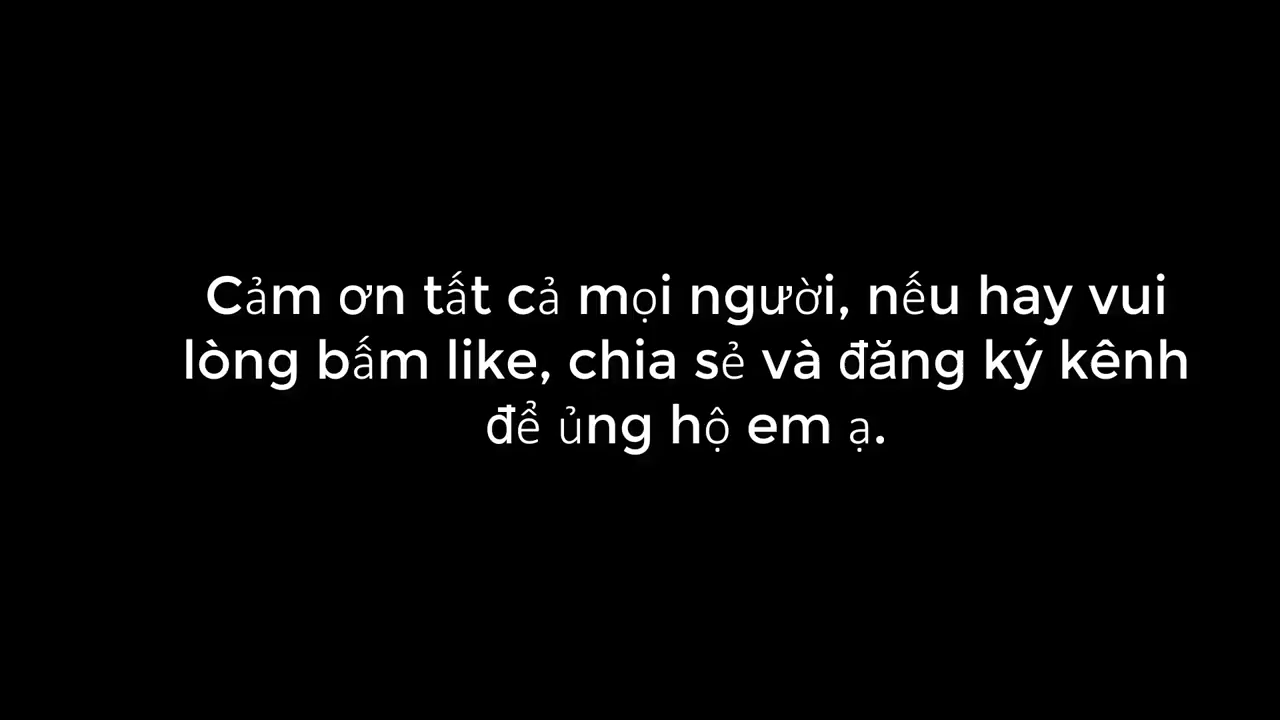 Cảm ơn tất cả mọi người, nếu hay vui
lòng bấm like, chia sẻ và đăng ký kênh
để ủng hộ em ạ.